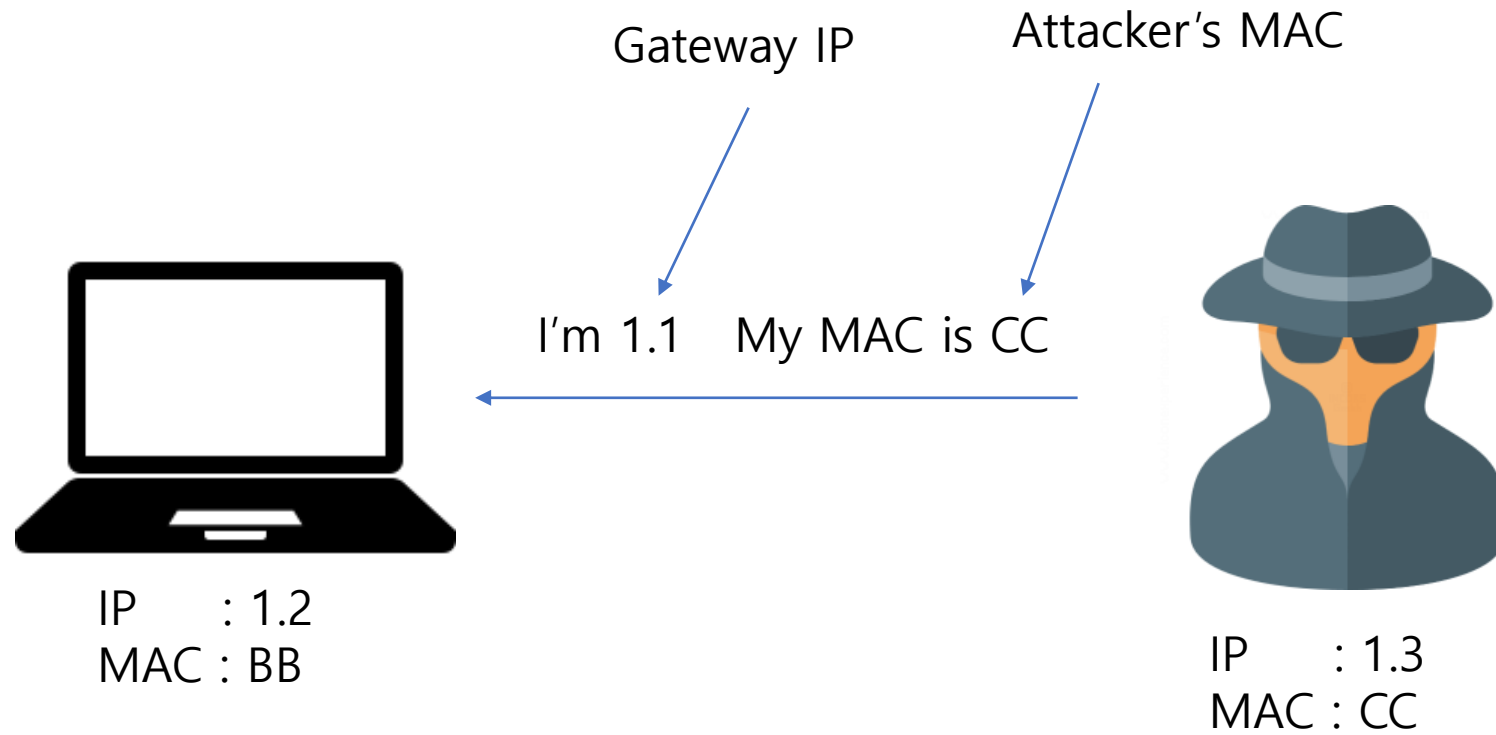 Gateway IP
Attacker's MAC
I'm 1.1 My MAC is CC
IP : 1.2
MAC : BB
IP : 1.3
MAC : CC